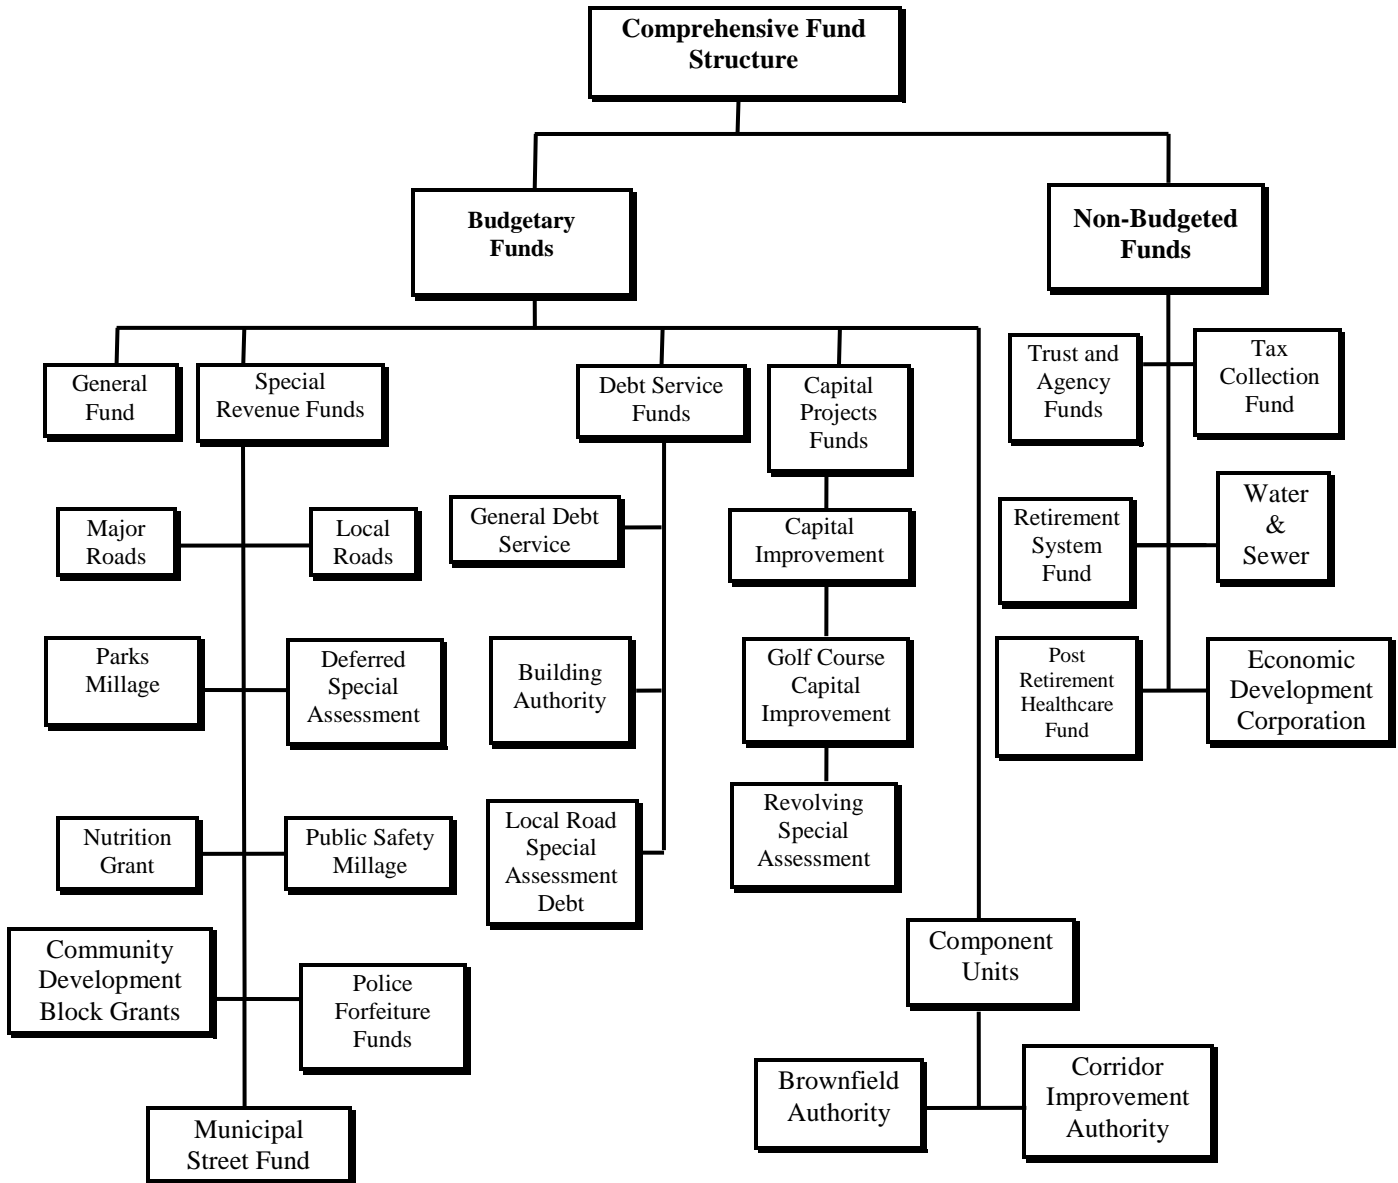 Comprehensive Fund
Structure
Budgetary
Funds
Non-Budgeted
Funds
General
Fund
Special
Revenue Funds
Debt Service
Funds
Capital
Projects
Funds
Trust and
Agency
Funds
Tax
Collection
Fund
Major
Roads
Local
Roads
General Debt
Service
Capital
Improvement
Retirement
System
Fund
Water
&
Sewer
Parks
Millage
Deferred
Special
Assessment
Building
Authority
Golf Course
Capital
Improvement
Post
Retirement
Healthcare
Fund
Economic
Development
Corporation
Nutrition
Grant
Public Safety
Millage
Local Road
Special
Assessment
Debt
Revolving
Special
Assessment
Community
Development
Block Grants
Police
Forfeiture
Funds
Component
Units
Municipal
Street Fund
Brownfield
Authority
Corridor
Improvement
Authority